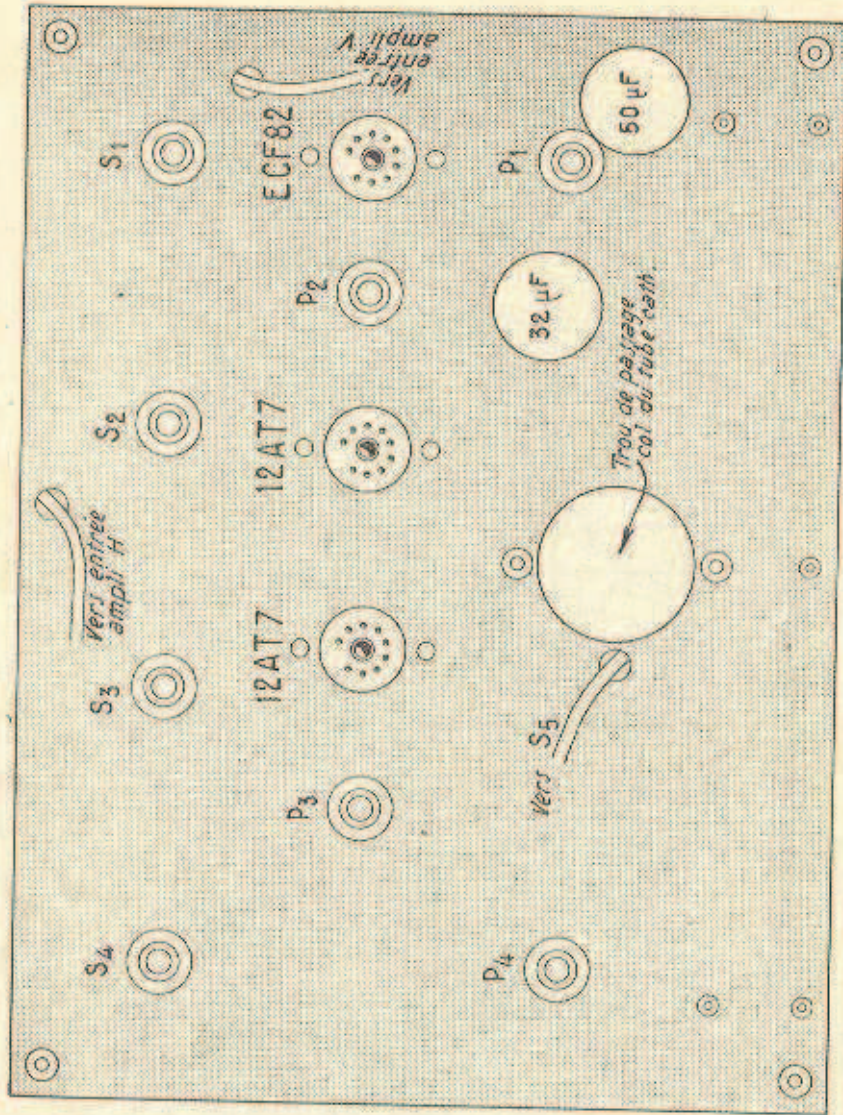 S4
S3
S2
S1
Vers entrée
ampli H
Vers
entrée
ampli V
12AT7
12AT7
ECF82
P3
P2
Vers S5
P4
32 µF
P1
50 µF
Trou de passage
col du tube cath.